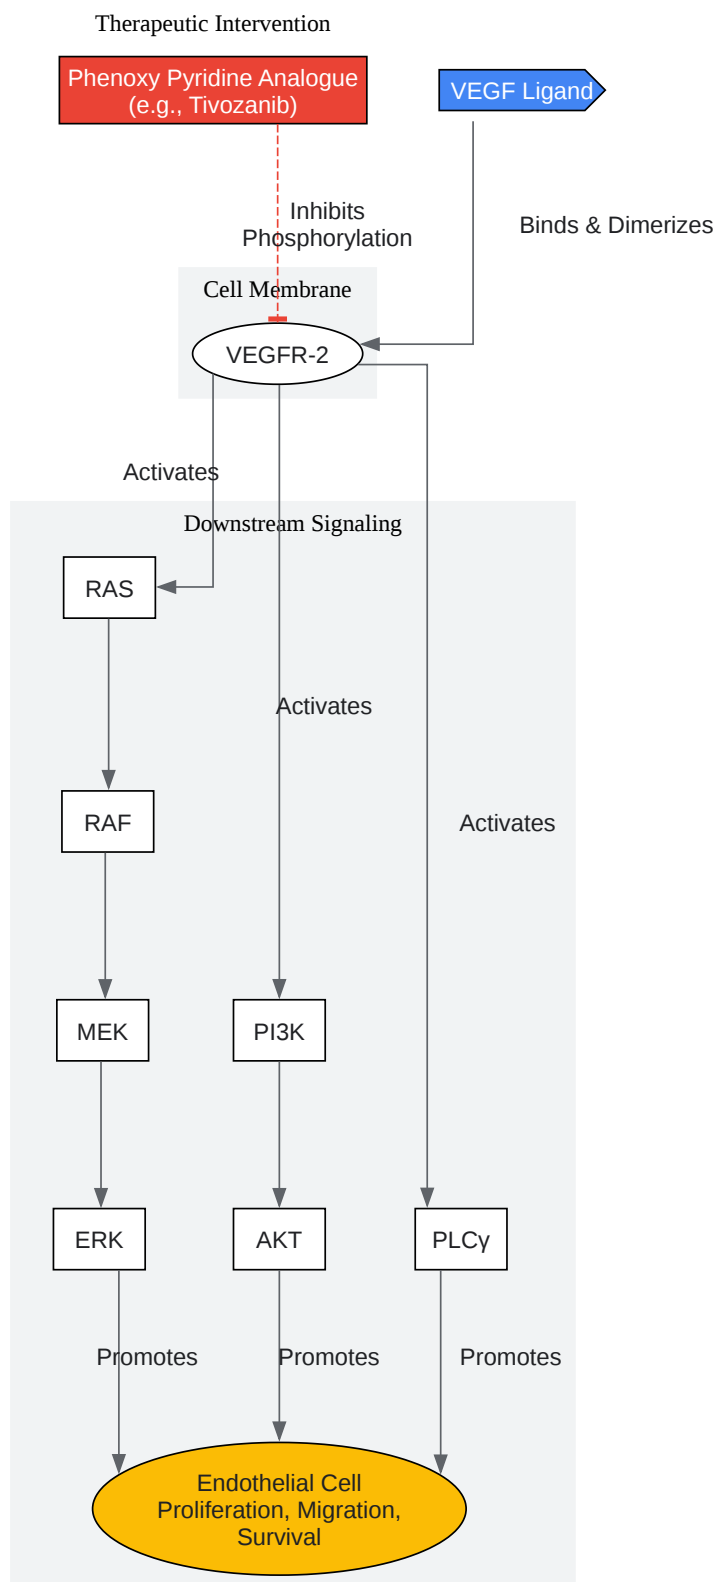 Therapeutic Intervention
Phenoxy Pyridine Analogue
(e.g., Tivozanib)
VEGF Ligand
Inhibits
Phosphorylation
Binds & Dimerizes
Cell Membrane
VEGFR-2
Activates
Downstream Signaling
RAS
Activates
RAF
Activates
MEK
PI3K
ERK
AKT
PLCγ
Promotes
Promotes
Promotes
Endothelial Cell
Proliferation, Migration,
Survival